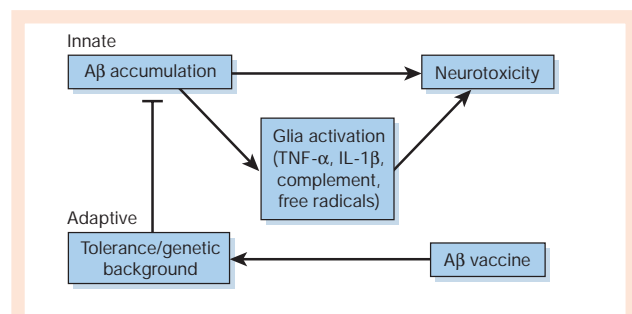 Innate
Aβ accumulation
Neurotoxicity
Glia activation
(TNF-α, IL-1β,
complement,
free radicals)
Adaptive
Tolerance/genetic
background
Aβ vaccine